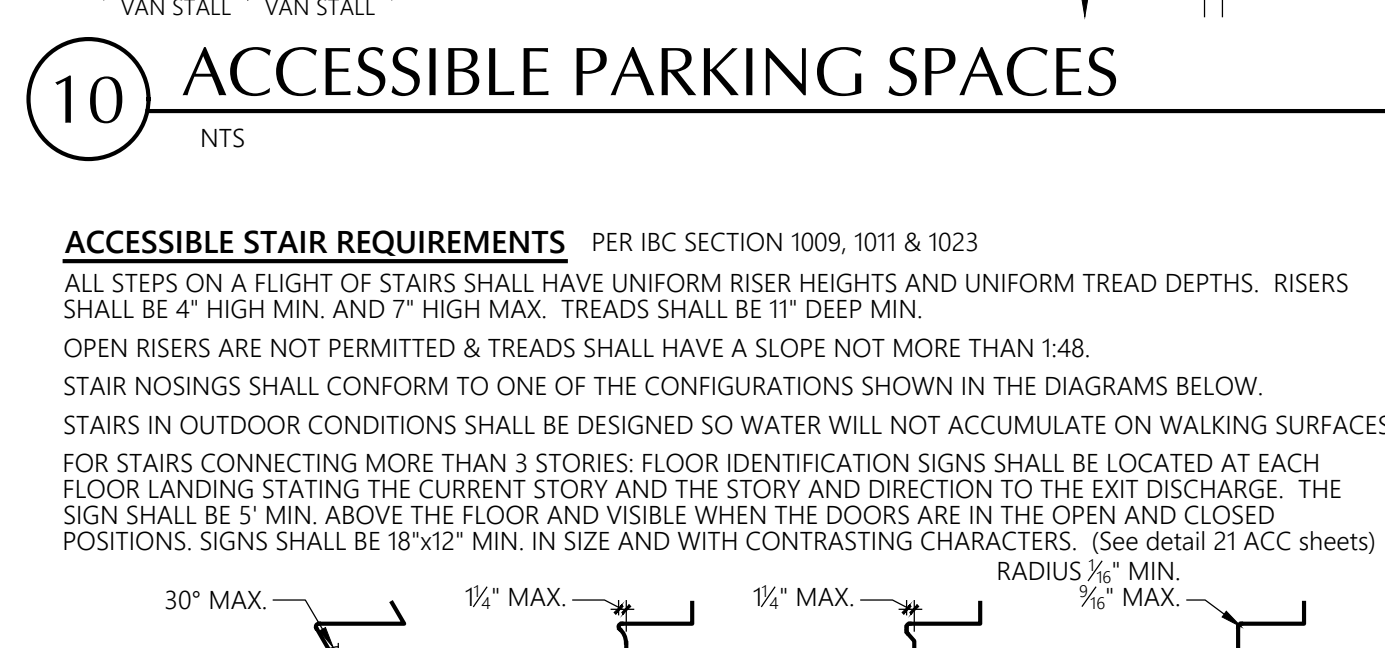 VAN STALL VAN STALL
10 ACCESSIBLE PARKING SPACES
NTS
ACCESSIBLE STAIR REQUIREMENTS PER IBC SECTION 1009, 1011 & 1023
ALL STEPS ON A FLIGHT OF STAIRS SHALL HAVE UNIFORM RISER HEIGHTS AND UNIFORM TREAD DEPTHS. RISERS
SHALL BE 4" HIGH MIN. AND 7" HIGH MAX. TREADS SHALL BE 11" DEEP MIN.
OPEN RISERS ARE NOT PERMITTED & TREADS SHALL HAVE A SLOPE NOT MORE THAN 1:48.
STAIR NOSINGS SHALL CONFORM TO ONE OF THE CONFIGURATIONS SHOWN IN THE DIAGRAMS BELOW.
STAIRS IN OUTDOOR CONDITIONS SHALL BE DESIGNED SO WATER WILL NOT ACCUMULATE ON WALKING SURFACES
FOR STAIRS CONNECTING MORE THAN 3 STORIES: FLOOR IDENTIFICATION SIGNS SHALL BE LOCATED AT EACH
FLOOR LANDING STATING THE CURRENT STORY AND THE STORY AND DIRECTION TO THE EXIT DISCHARGE. THE
SIGN SHALL BE 5' MIN. ABOVE THE FLOOR AND VISIBLE WHEN THE DOORS ARE IN THE OPEN AND CLOSED
POSITIONS. SIGNS SHALL BE 18"x12" MIN. IN SIZE AND WITH CONTRASTING CHARACTERS. (See detail 21 ACC sheets)
RADIUS 1/16" MIN.
30° MAX. 1 1/4" MAX. 1 1/4" MAX. 9/16" MAX.